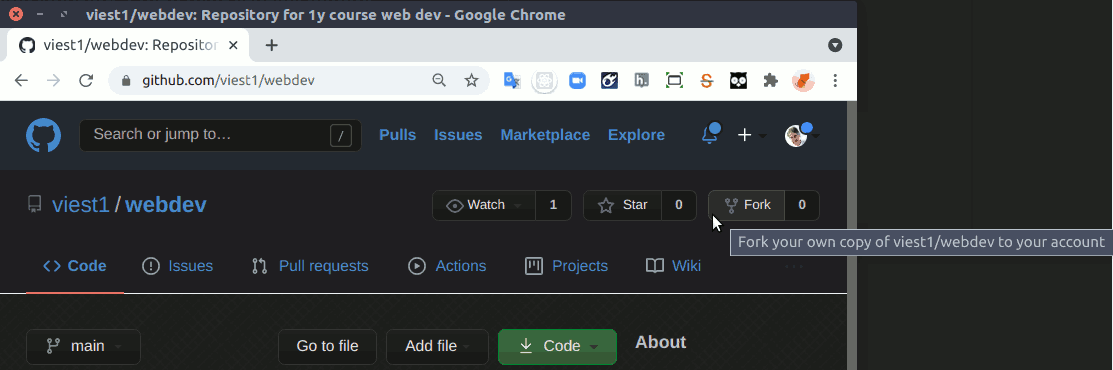 viest1/webdev: Repository for 1y course web dev - Google Chrome
viest1/webdev: Repositor
github.com/viest1/webdev
Search or jump to… /
Pulls Issues Marketplace Explore
viest1/webdev
Watch 1 Star 0 Fork 0
Fork your own copy of viest1/webdev to your account
Code Issues Pull requests Actions Projects Wiki
main Go to file Add file Code About